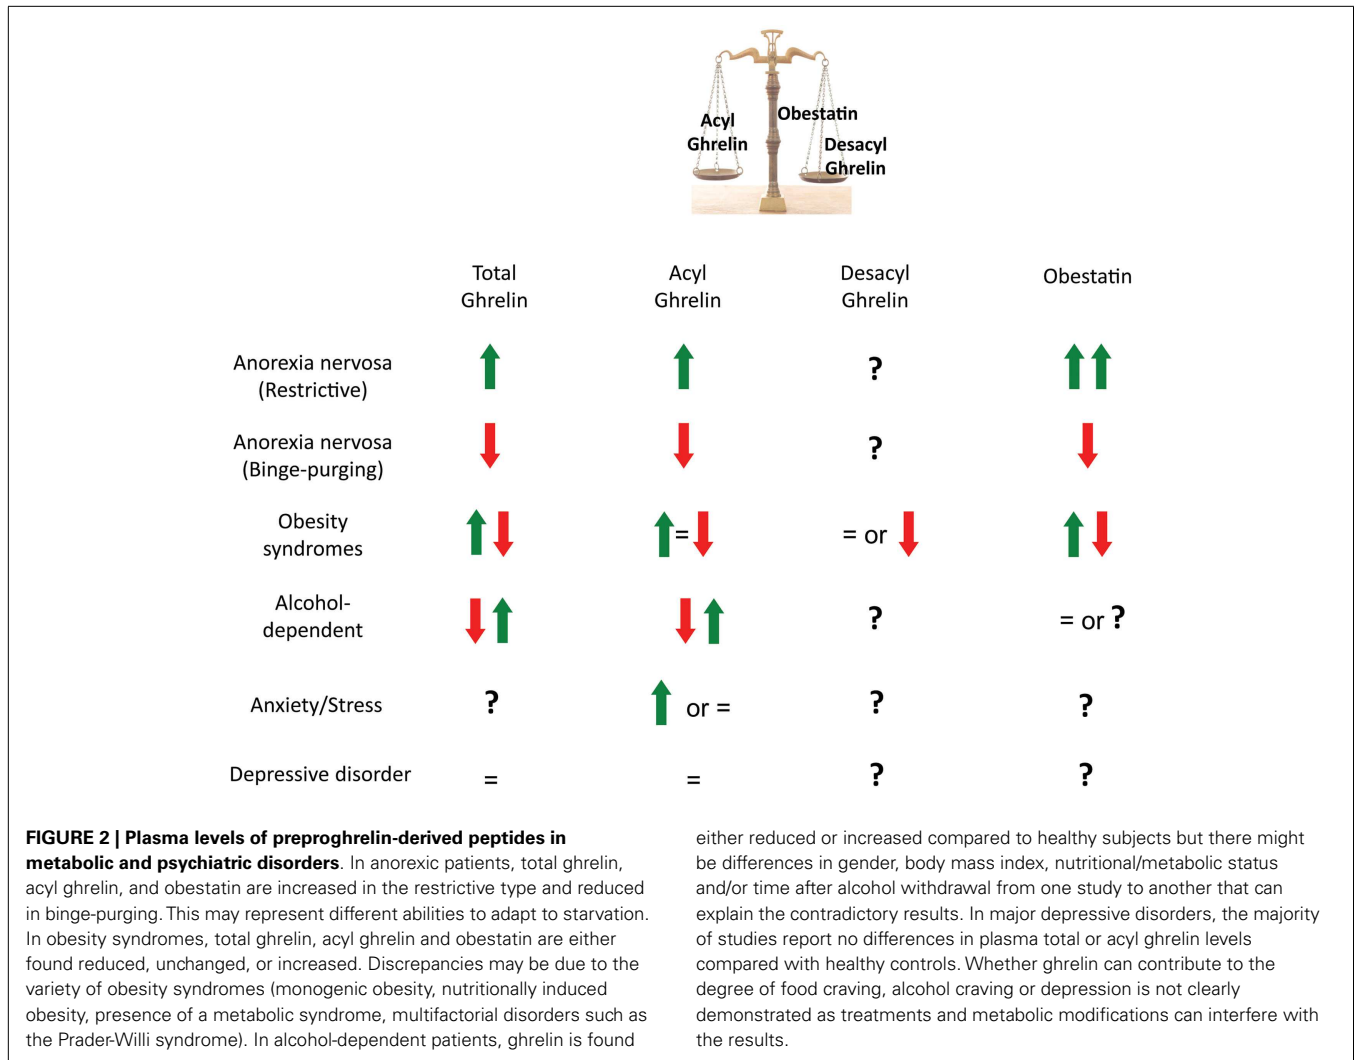 Acyl
Ghrelin
Obestatin
Desacyl
Ghrelin
Total
Ghrelin
Acyl
Ghrelin
Desacyl
Ghrelin
Obestatin
Anorexia nervosa
(Restrictive)
?
Anorexia nervosa
(Binge-purging)
?
Obesity
syndromes
=
= or
Alcohol-
dependent
?
= or ?
Anxiety/Stress
?
or =
?
?
Depressive disorder
=
=
?
?
FIGURE 2 | Plasma levels of preproghrelin-derived peptides in
metabolic and psychiatric disorders. In anorexic patients, total ghrelin,
acyl ghrelin, and obestatin are increased in the restrictive type and reduced
in binge-purging. This may represent different abilities to adapt to starvation.
In obesity syndromes, total ghrelin, acyl ghrelin and obestatin are either
found reduced, unchanged, or increased. Discrepancies may be due to the
variety of obesity syndromes (monogenic obesity, nutritionally induced
obesity, presence of a metabolic syndrome, multifactorial disorders such as
the Prader-Willi syndrome). In alcohol-dependent patients, ghrelin is found
either reduced or increased compared to healthy subjects but there might
be differences in gender, body mass index, nutritional/metabolic status
and/or time after alcohol withdrawal from one study to another that can
explain the contradictory results. In major depressive disorders, the majority
of studies report no differences in plasma total or acyl ghrelin levels
compared with healthy controls. Whether ghrelin can contribute to the
degree of food craving, alcohol craving or depression is not clearly
demonstrated as treatments and metabolic modifications can interfere with
the results.